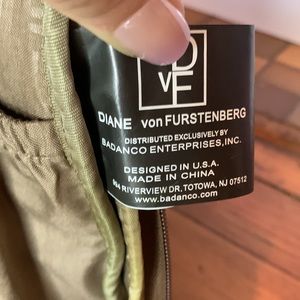 DVF
DIANE von FURSTENBERG
DISTRIBUTED EXCLUSIVELY BY
BADANCO ENTERPRISES, INC.
DESIGNED IN U.S.A.
MADE IN CHINA
RIVERVIEW DR, TOTOWA, NJ 07512
www.badanco.com